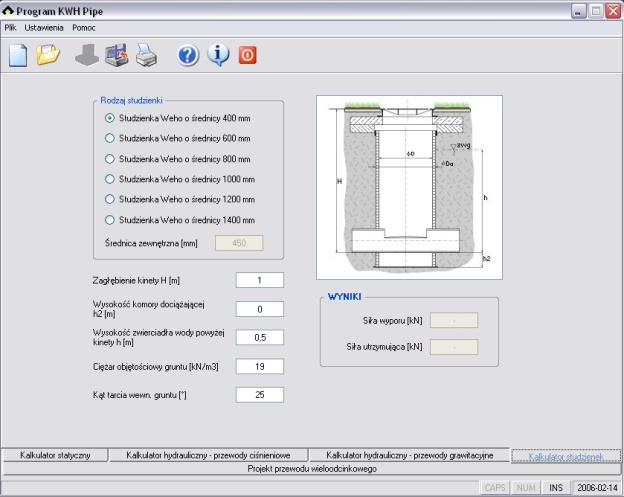 Program KWH Pipe
Plik Ustawienia Pomoc
Rodzaj studzienki
Studzienka Weho o średnicy 400 mm
Studzienka Weho o średnicy 600 mm
Studzienka Weho o średnicy 800 mm
Studzienka Weho o średnicy 1000 mm
Studzienka Weho o średnicy 1200 mm
Studzienka Weho o średnicy 1400 mm
Średnica zewnętrzna [mm] 450
Zagłębienie kinety H [m] 1
Wysokość komory dociążającej
h2 [m] 0
Wysokość zwierciadła wody powyżej
kinety h [m] 0,5
Ciężar objętościowy gruntu [kN/m3] 19
Kąt tarcia wewn. gruntu [°] 25
zwg
øD
øDa
H
h
h2
WYNIKI
Siła wyporu [kN] -
Siła utrzymująca [kN] -
Kalkulator statyczny Kalkulator hydrauliczny - przewody ciśnieniowe Kalkulator hydrauliczny - przewody grawitacyjne Kalkulator studzienek
Projekt przewodu wieloodcinkowego
CAPS NUM INS 2006-02-14